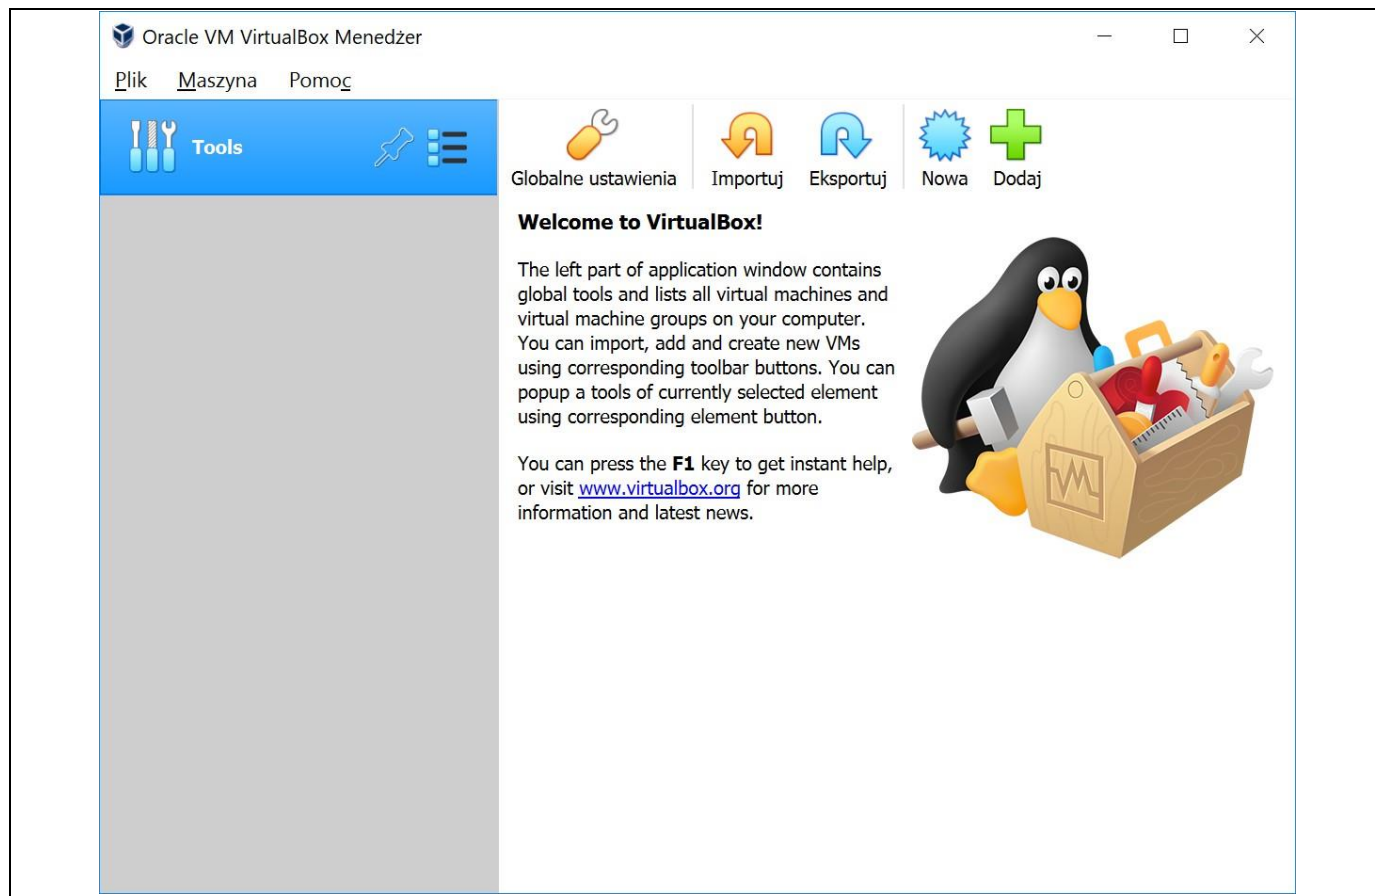 Oracle VM VirtualBox Menedżer
Plik Maszyna Pomoc
Tools
Globalne ustawienia Importuj Eksportuj Nowa Dodaj
Welcome to VirtualBox!
The left part of application window contains
global tools and lists all virtual machines and
virtual machine groups on your computer.
You can import, add and create new VMs
using corresponding toolbar buttons. You can
popup a tools of currently selected element
using corresponding element button.
You can press the F1 key to get instant help,
or visit www.virtualbox.org for more
information and latest news.